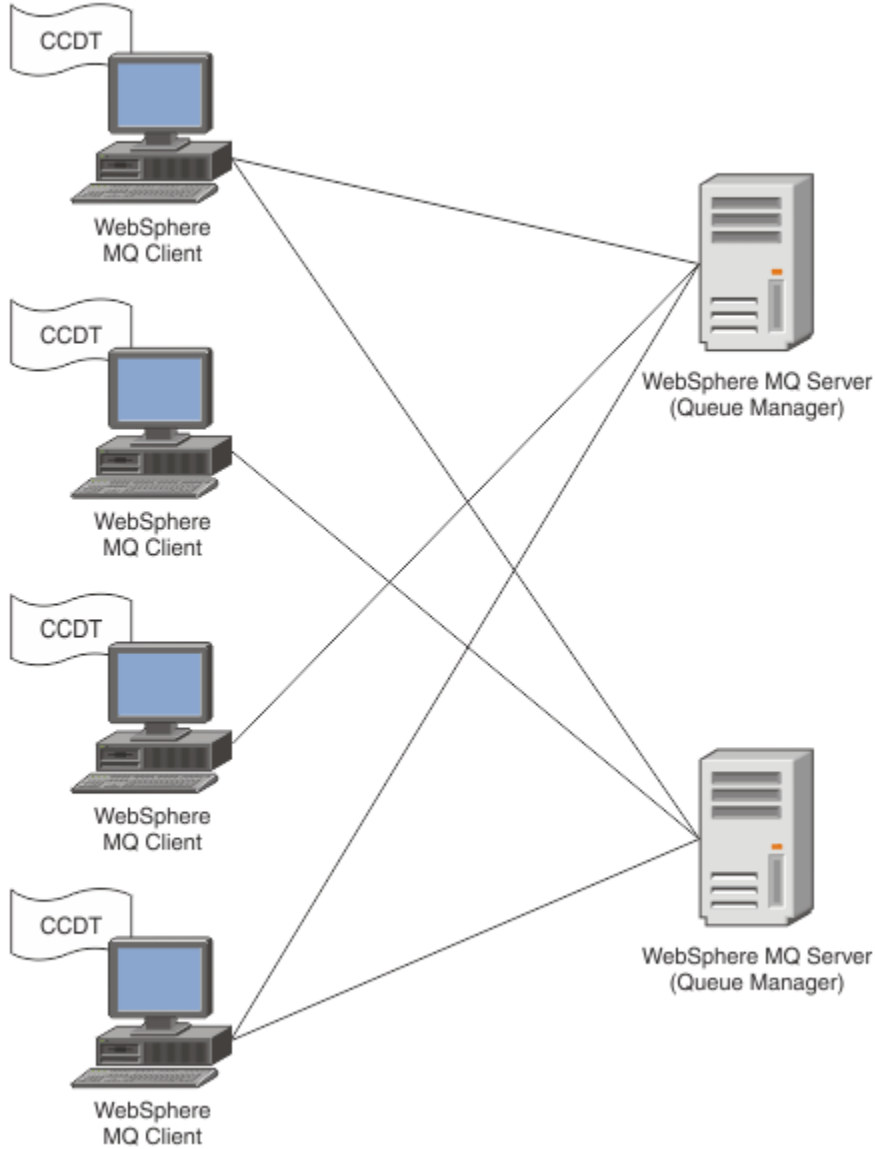 CCDT
WebSphere
MQ Client
WebSphere MQ Server
(Queue Manager)
CCDT
WebSphere
MQ Client
CCDT
WebSphere
MQ Client
WebSphere MQ Server
(Queue Manager)
CCDT
WebSphere
MQ Client